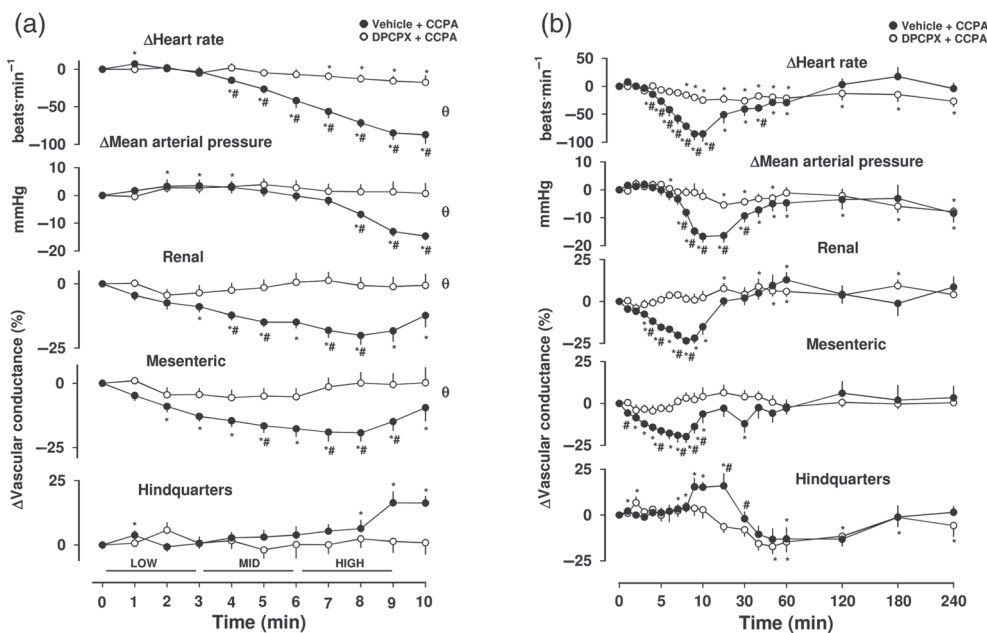 (a)
Vehicle + CCPA
DPCPX + CCPA
ΔHeart rate
0
−50
−100
beats·min⁻¹
*
*#
*#
*#
*#
*#
*#
*#
*
*
*
*
θ
ΔMean arterial pressure
10
0
−10
−20
mmHg
*
*
*
*#
*#
*#
θ
Renal
0
−25
*
*#
*#
*
*#
*#
*
*
θ
Mesenteric
0
−25
*
*
*
*#
*
*#
*#
*#
*
θ
Hindquarters
25
0
*
*
*
*
ΔVascular conductance (%)
LOW
MID
HIGH
0 1 2 3 4 5 6 7 8 9 10
Time (min)
(b)
Vehicle + CCPA
DPCPX + CCPA
ΔHeart rate
50
0
−50
−100
beats·min⁻¹
ΔMean arterial pressure
10
0
−10
−20
mmHg
Renal
25
0
−25
Mesenteric
25
0
−25
Hindquarters
25
0
−25
ΔVascular conductance (%)
0 5 10 30 60 120 180 240
Time (min)